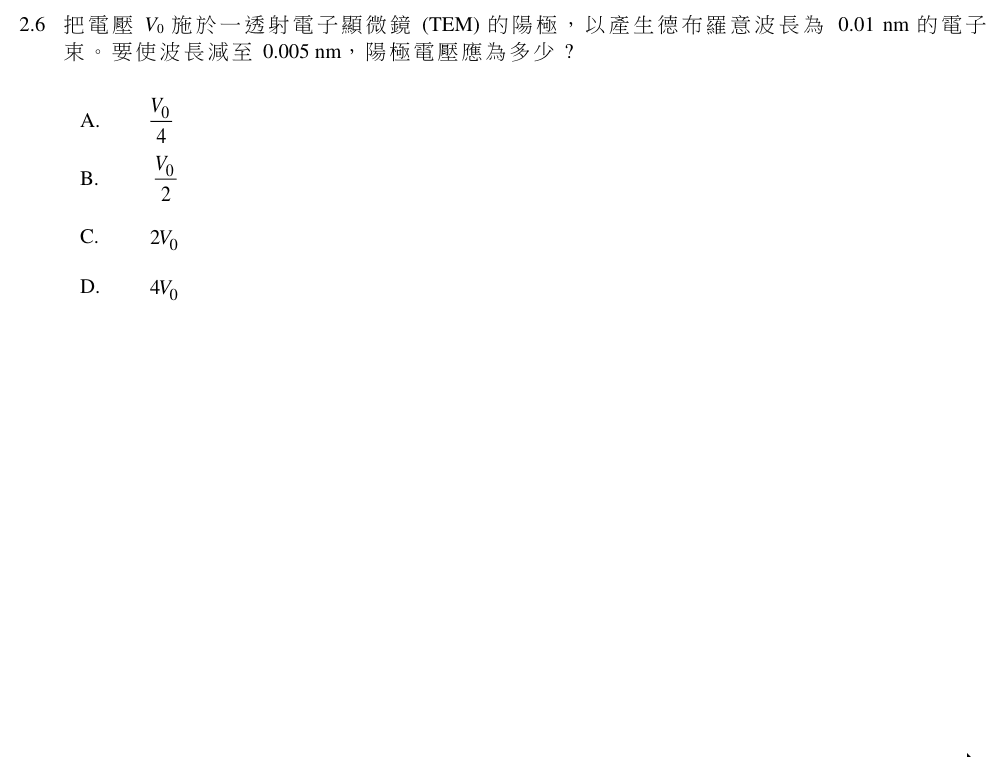 2.6 把電壓 V₀ 施於一透射電子顯微鏡 (TEM) 的陽極，以產生德布羅意波長為 0.01 nm 的電子
束。要使波長減至 0.005 nm，陽極電壓應為多少？
A. V₀/4
B. V₀/2
C. 2V₀
D. 4V₀